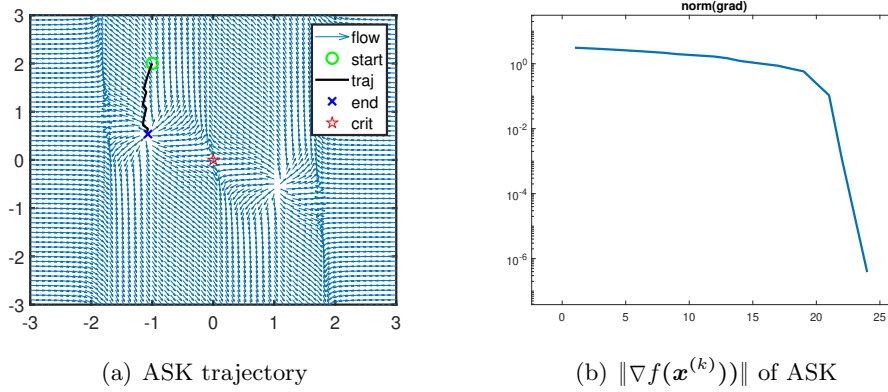 norm(grad)
3
2
1
0
-1
-2
-3
-3 -2 -1 0 1 2 3
flow
start
traj
end
crit
10^0
10^-2
10^-4
10^-6
0 5 10 15 20 25
(a) ASK trajectory
(b) ‖∇f(x^(k)))‖ of ASK